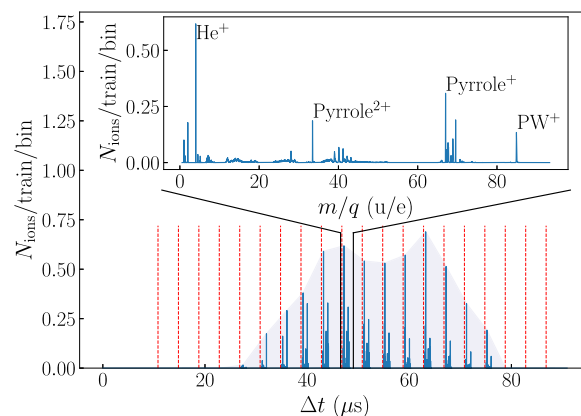 1.75
1.50
1.25
1.00
0.75
0.50
0.25
0.00
N_ions/train/bin
0 20 40 60 80
Δt (μs)
0.50
0.25
0.00
N_ions/train/bin
He⁺
Pyrrole²⁺
Pyrrole⁺
PW⁺
0 20 40 60 80
m/q (u/e)